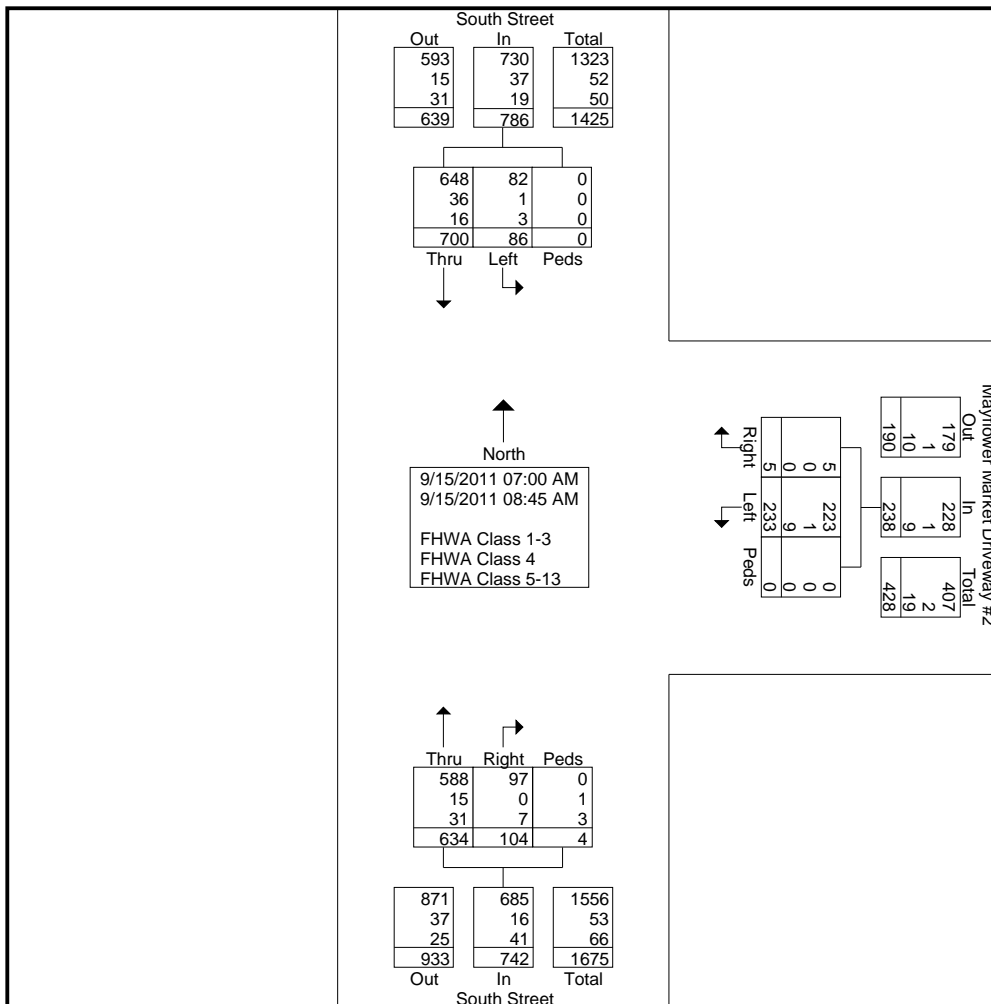 South Street
Out In Total
593 730 1323
15 37 52
31 19 50
639 786 1425
648 82 0
36 1 0
16 3 0
700 86 0
Thru Left Peds
North
9/15/2011 07:00 AM
9/15/2011 08:45 AM
FHWA Class 1-3
FHWA Class 4
FHWA Class 5-13
Mayflower Market Driveway #2
Out In Total
179 228 407
1 1 2
10 9 19
190 238 428
5 223 0
0 1 0
0 9 0
5 233 0
Right Left Peds
Thru Right Peds
588 97 0
15 0 1
31 7 3
634 104 4
871 685 1556
37 16 53
25 41 66
933 742 1675
Out In Total
South Street